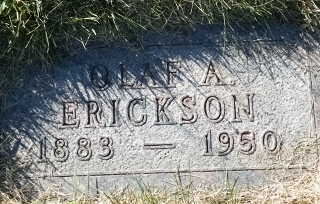 OLAF A.
ERICKSON
1883 — 1950